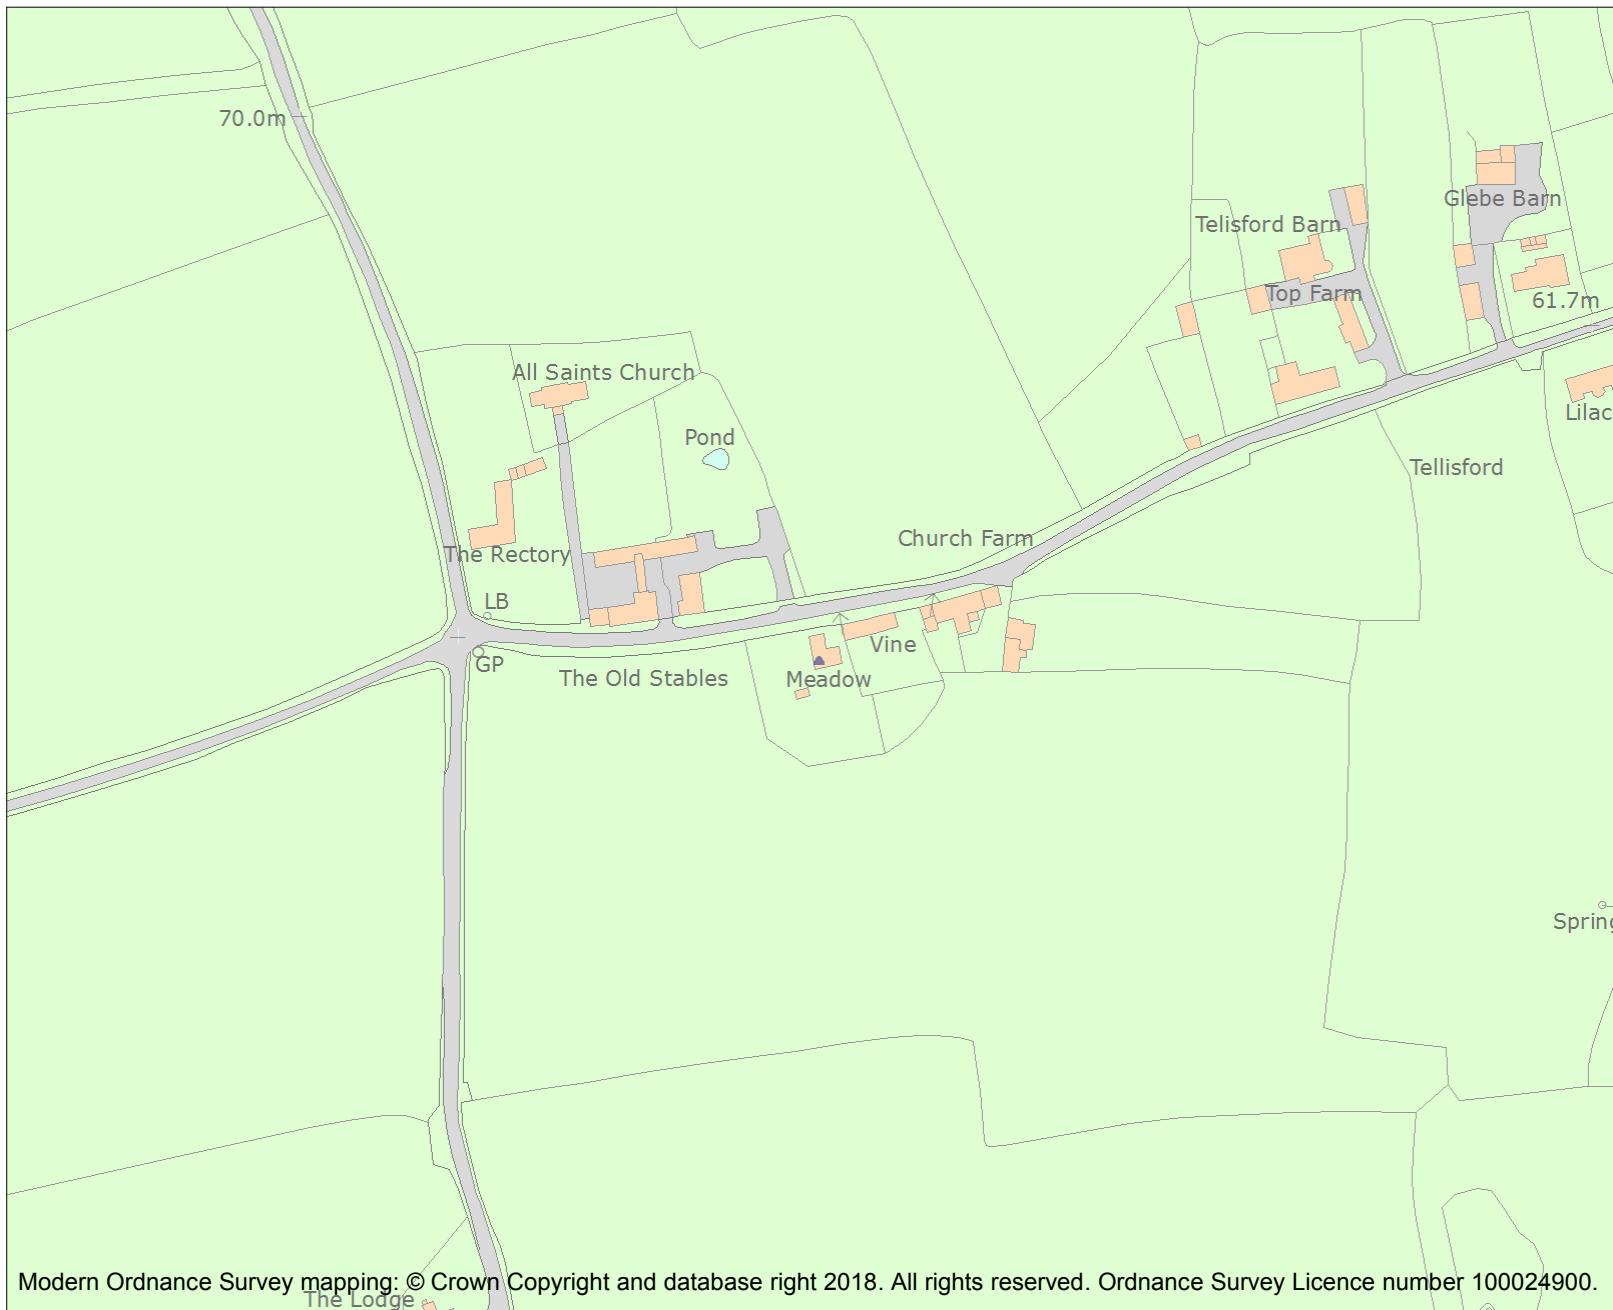 70.0m
Glebe Barn
Telisford Barn
Top Farm
61.7m
All Saints Church
Lilac
Pond
Tellisford
Church Farm
The Rectory
LB
Vine
GP
The Old Stables
Meadow
Spring
Modern Ordnance Survey mapping: © Crown Copyright and database right 2018. All rights reserved. Ordnance Survey Licence number 100024900.
The Lodge